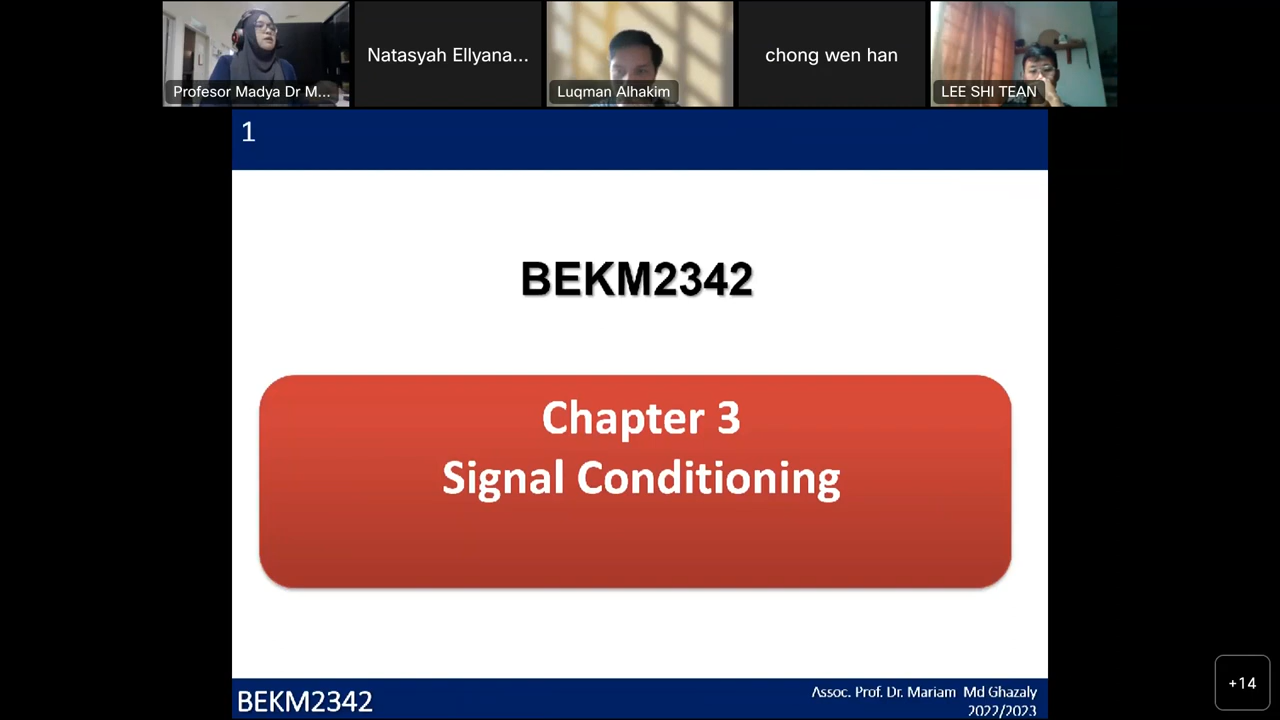 Profesor Madya Dr M...
Natasyah Ellyana...
Luqman Alhakim
chong wen han
LEE SHI TEAN
1
BEKM2342
Chapter 3
Signal Conditioning
BEKM2342
Assoc. Prof. Dr. Mariam Md Ghazaly
2022/2023
+14